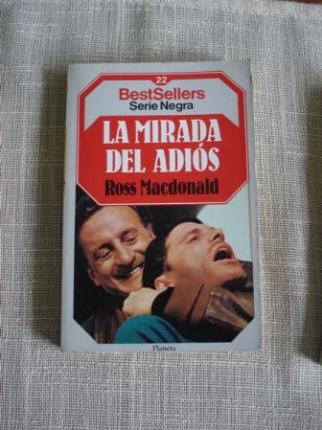 22
BestSellers
Serie Negra
LA MIRADA
DEL ADIÓS
Ross Macdonald
Planeta